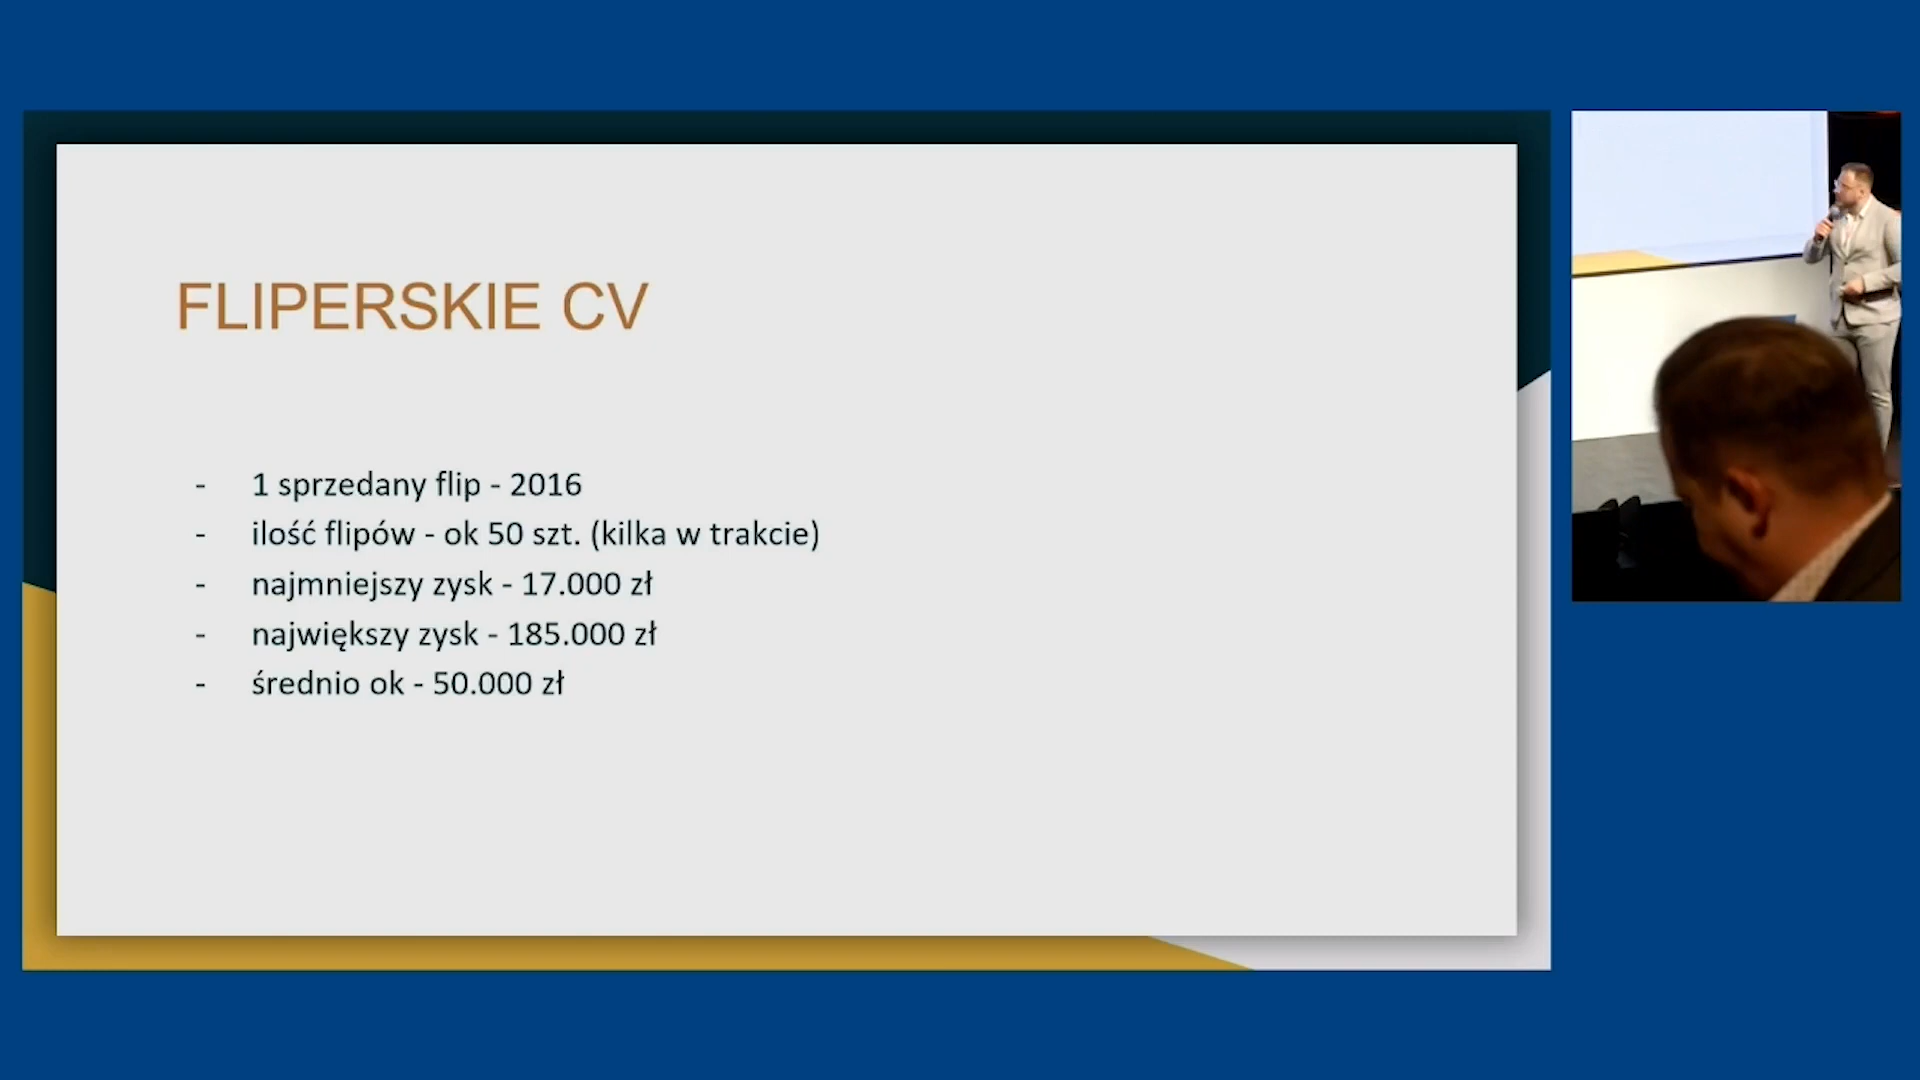 FLIPERSKIE CV
- 1 sprzedany flip - 2016
- ilość flipów - ok 50 szt. (kilka w trakcie)
- najmniejszy zysk - 17.000 zł
- największy zysk - 185.000 zł
- średnio ok - 50.000 zł